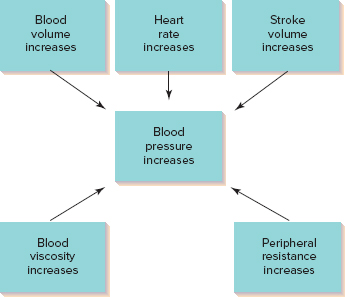 Blood
volume
increases
Heart
rate
increases
Stroke
volume
increases
Blood
pressure
increases
Blood
viscosity
increases
Peripheral
resistance
increases